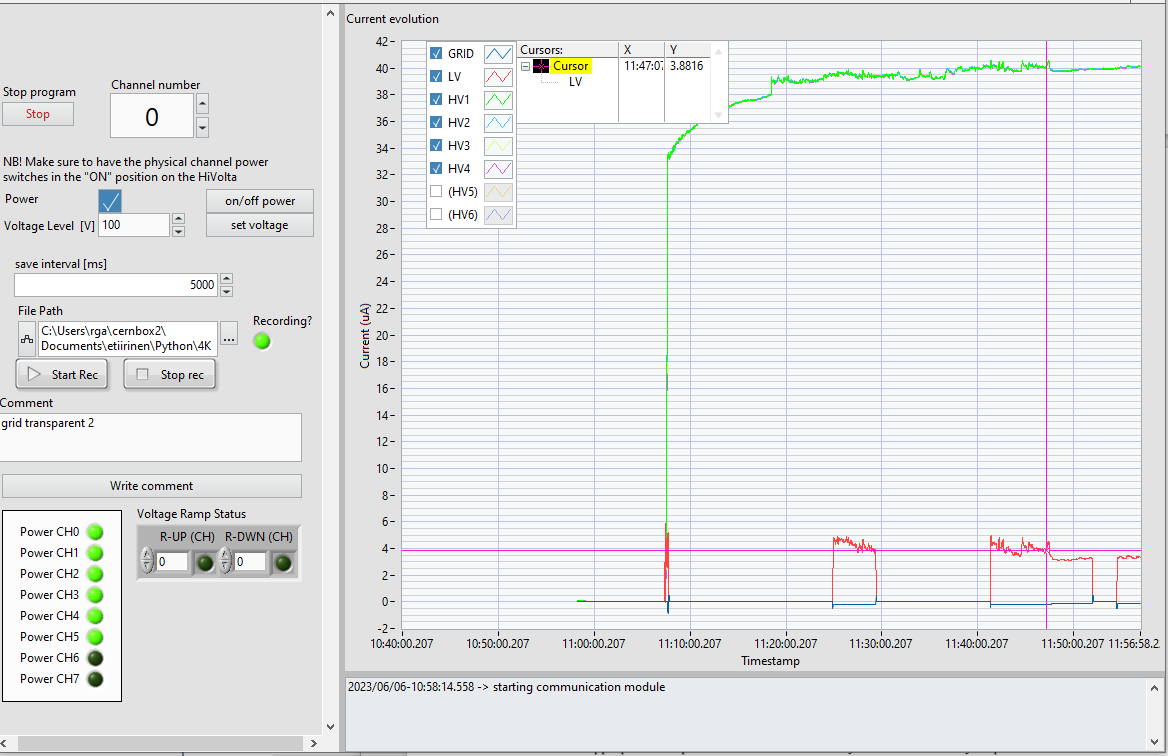 Stop program
Stop
Channel number
0
NB! Make sure to have the physical channel power
switches in the "ON" position on the HiVolta
Power
on/off power
Voltage Level [V]
100
set voltage
save interval [ms]
5000
File Path
C:\Users\rga\cernbox2\
Documents\etiirinen\Python\4K
...
Recording?
Start Rec
Stop rec
Comment
grid transparent 2
Write comment
Power CH0
Power CH1
Power CH2
Power CH3
Power CH4
Power CH5
Power CH6
Power CH7
Voltage Ramp Status
R-UP (CH) R-DWN (CH)
0 0
Current evolution
GRID
LV
HV1
HV2
HV3
HV4
(HV5)
(HV6)
Cursors: X Y
Cursor 11:47:07 3.8816
LV
42
40
38
36
34
32
30
28
26
24
22
20
18
16
14
12
10
8
6
4
2
0
-2
Current (uA)
10:40:00.207 10:50:00.207 11:00:00.207 11:10:00.207 11:20:00.207 11:30:00.207 11:40:00.207 11:50:00.207 11:56:58.2
Timestamp
2023/06/06-10:58:14.558 -> starting communication module